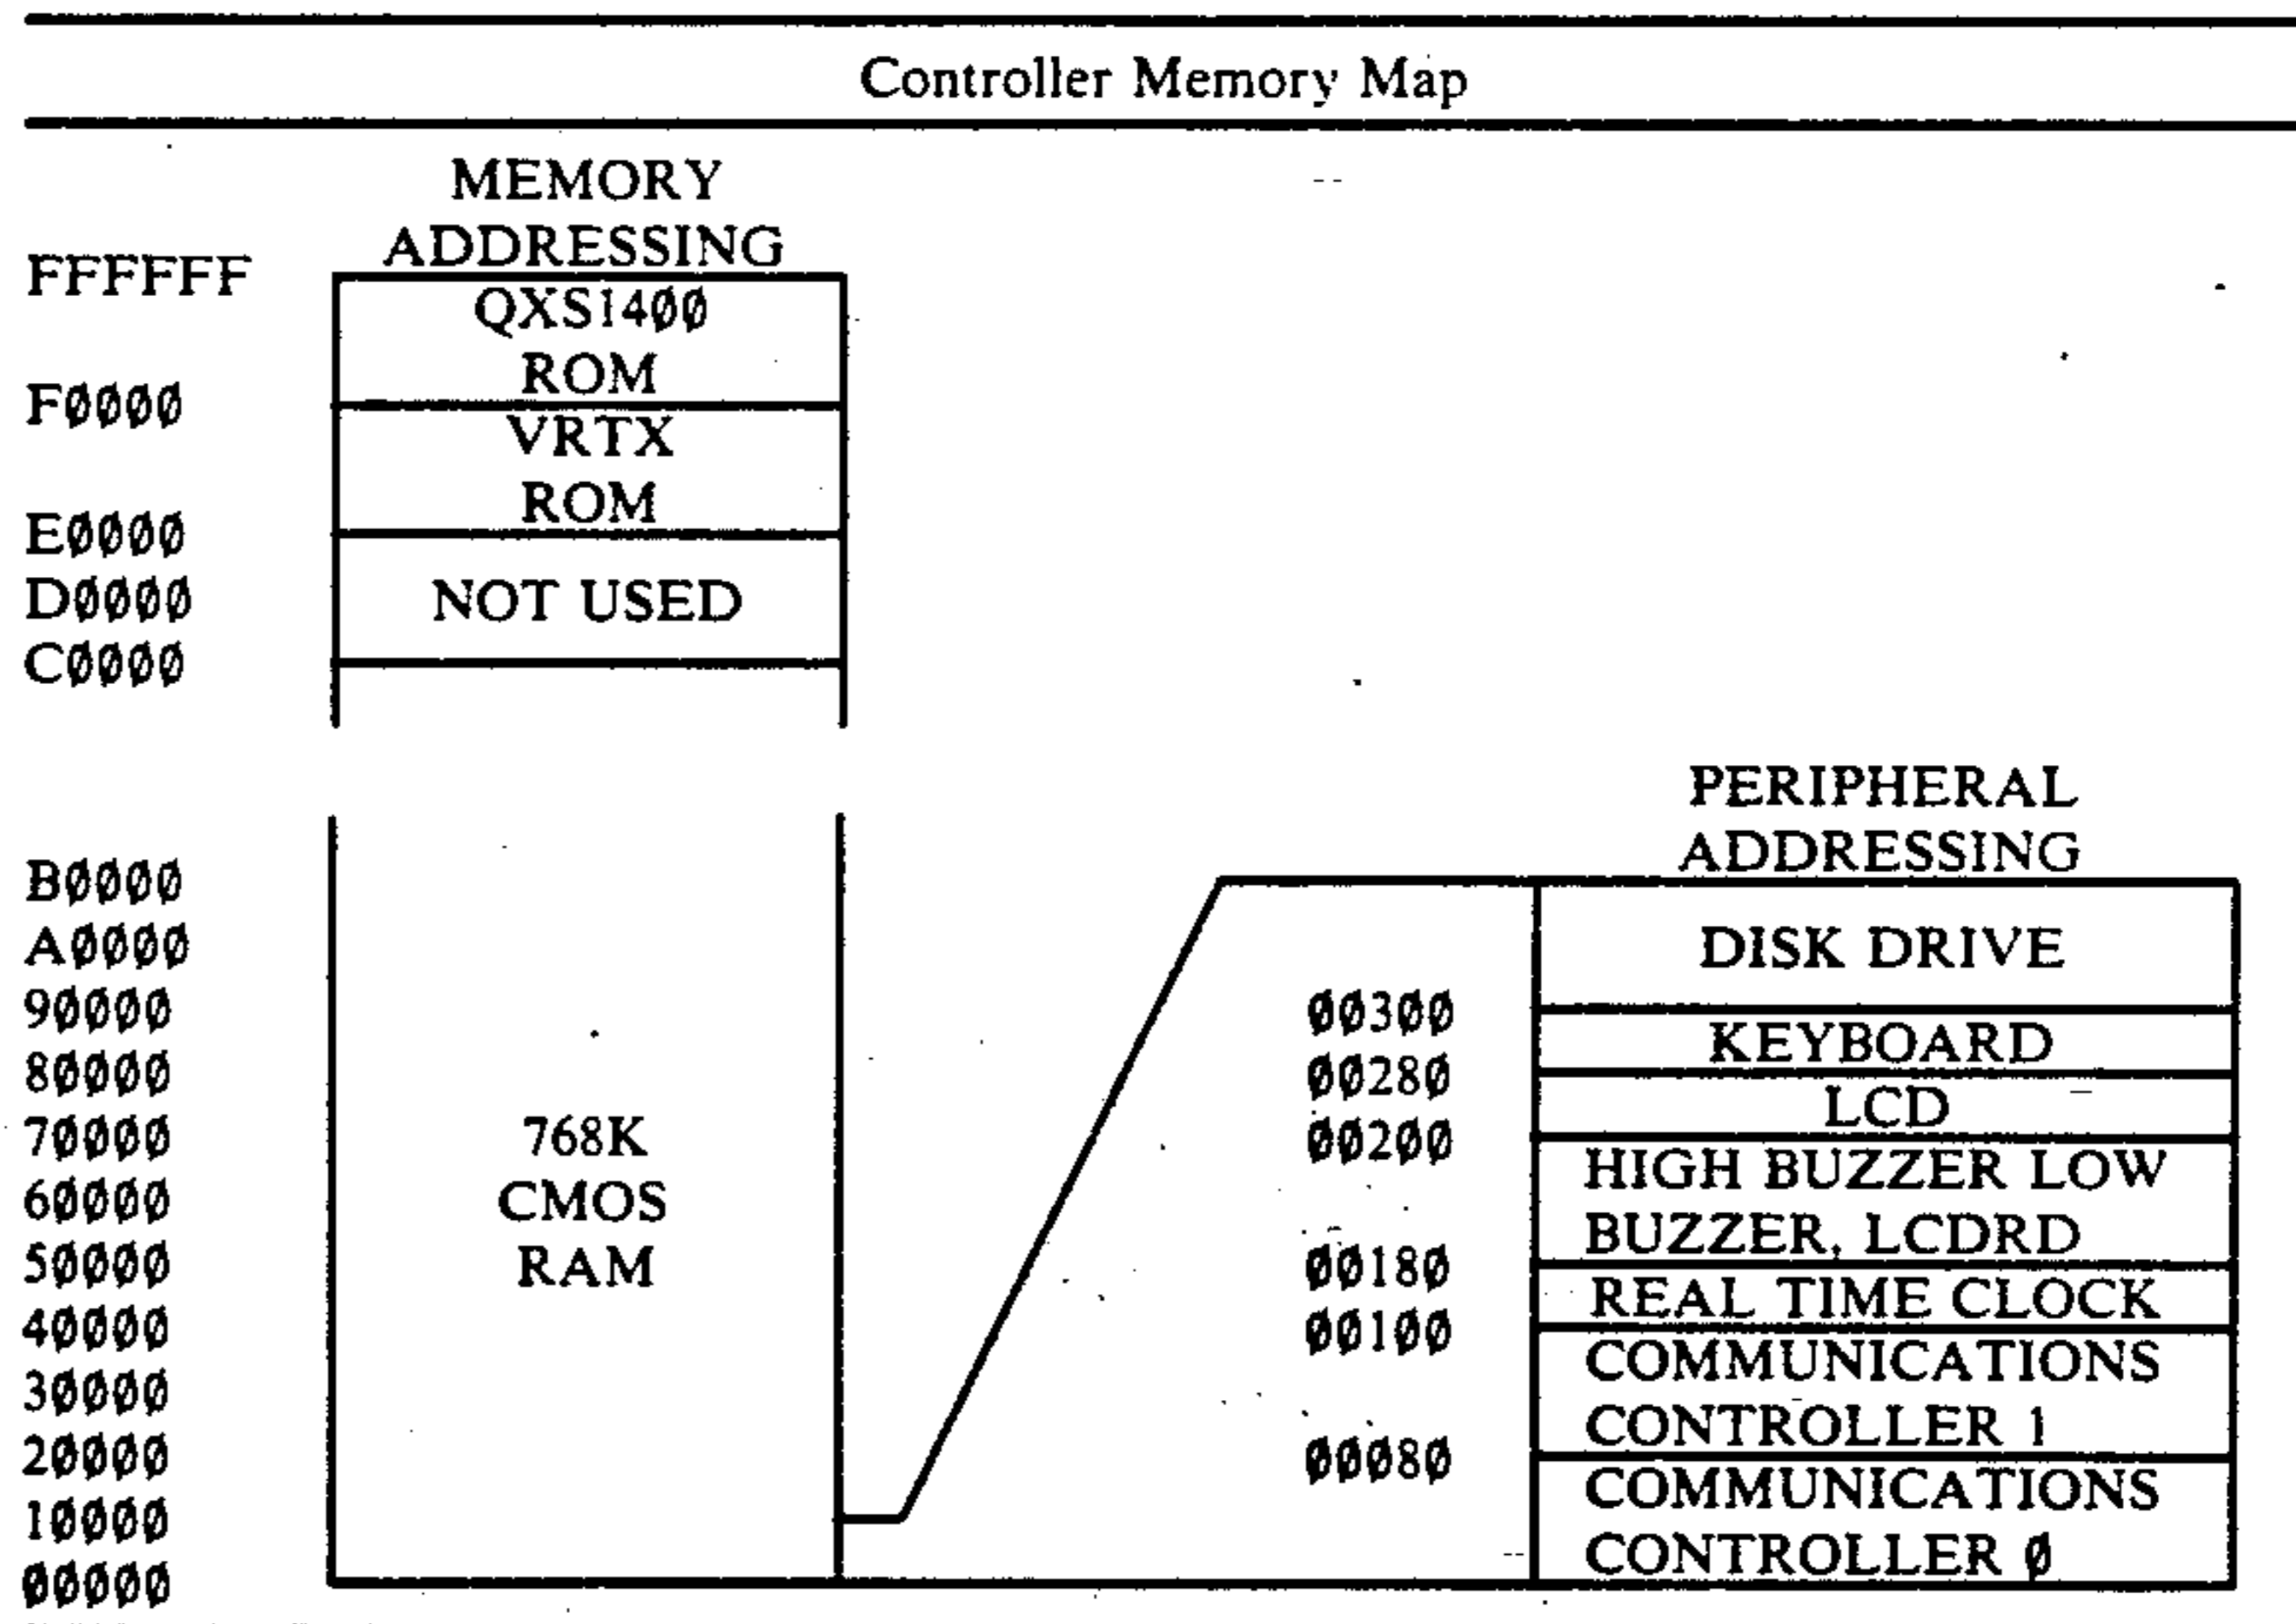 Controller Memory Map
MEMORY
ADDRESSING
FFFFFF
QXS14ØØ
ROM
FØØØØ
VRTX
ROM
EØØØØ
DØØØØ
NOT USED
CØØØØ
PERIPHERAL
ADDRESSING
BØØØØ
AØØØØ
9ØØØØ
8ØØØØ
7ØØØØ
6ØØØØ
5ØØØØ
4ØØØØ
3ØØØØ
2ØØØØ
1ØØØØ
ØØØØØ
768K
CMOS
RAM
DISK DRIVE
ØØ3ØØ
KEYBOARD
ØØ28Ø
LCD
ØØ2ØØ
HIGH BUZZER LOW
BUZZER, LCDRD
ØØ18Ø
REAL TIME CLOCK
ØØ1ØØ
COMMUNICATIONS
CONTROLLER 1
ØØØ8Ø
COMMUNICATIONS
CONTROLLER Ø